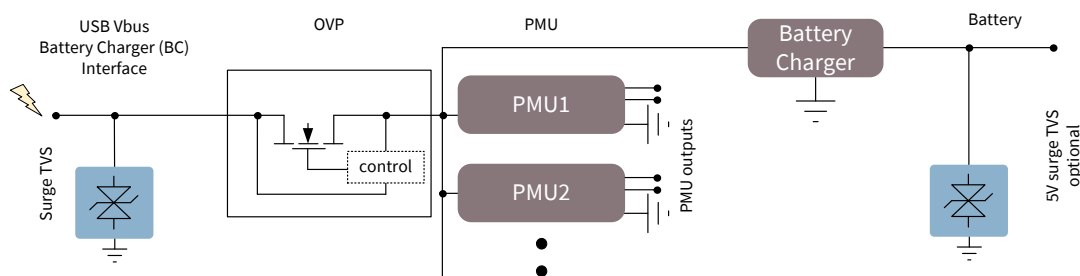 USB Vbus
Battery Charger (BC)
Interface
OVP
PMU
Battery
Battery
Charger
PMU1
control
PMU2
Surge TVS
PMU outputs
5V surge TVS
optional